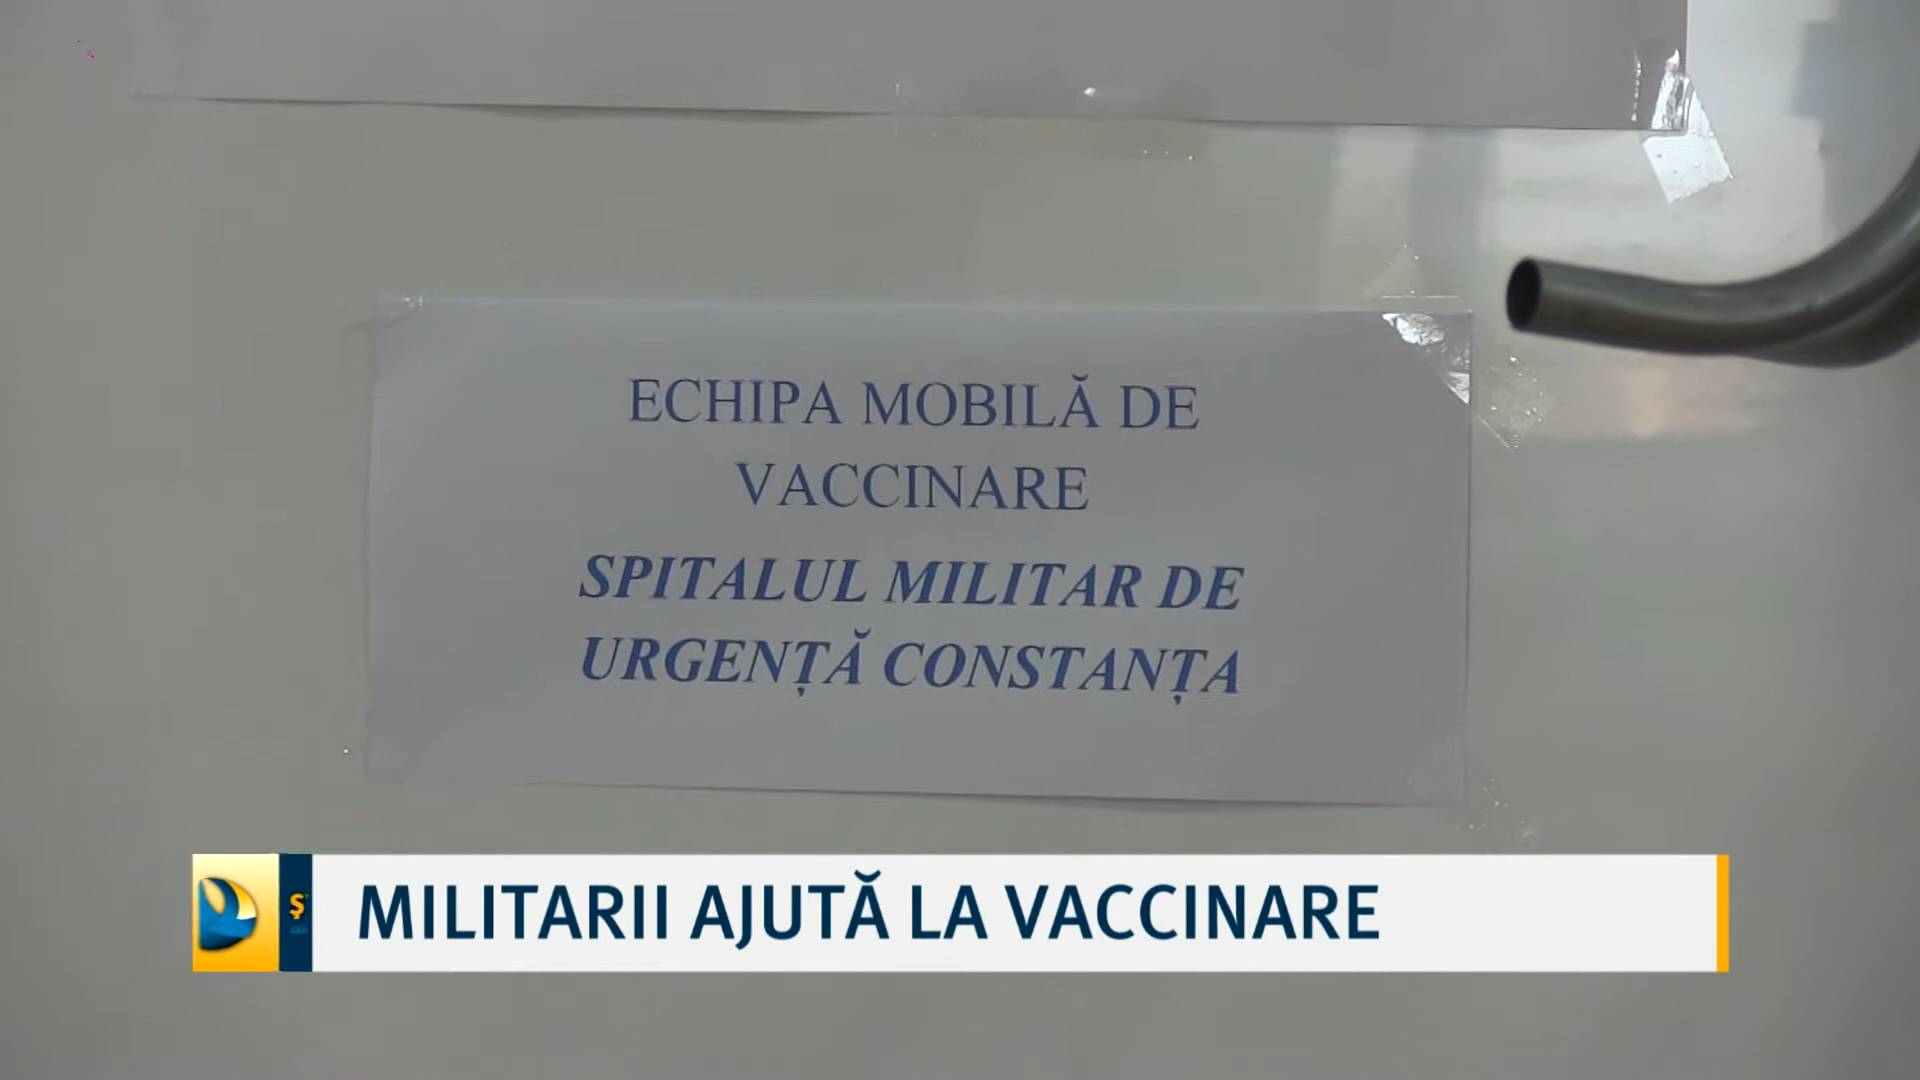 ECHIPA MOBILĂ DE
VACCINARE
SPITALUL MILITAR DE
URGENȚĂ CONSTANȚA
MILITARII AJUTĂ LA VACCINARE